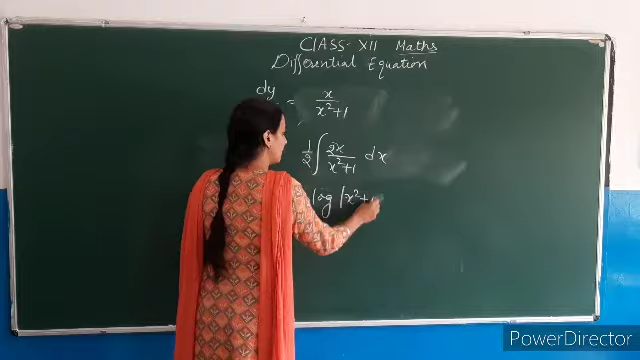 CLASS- XII Maths
Differential Equation
dy = x/(x²+1)
1/2 ∫ 2x/(x²+1) dx
log |x²+1
PowerDirector